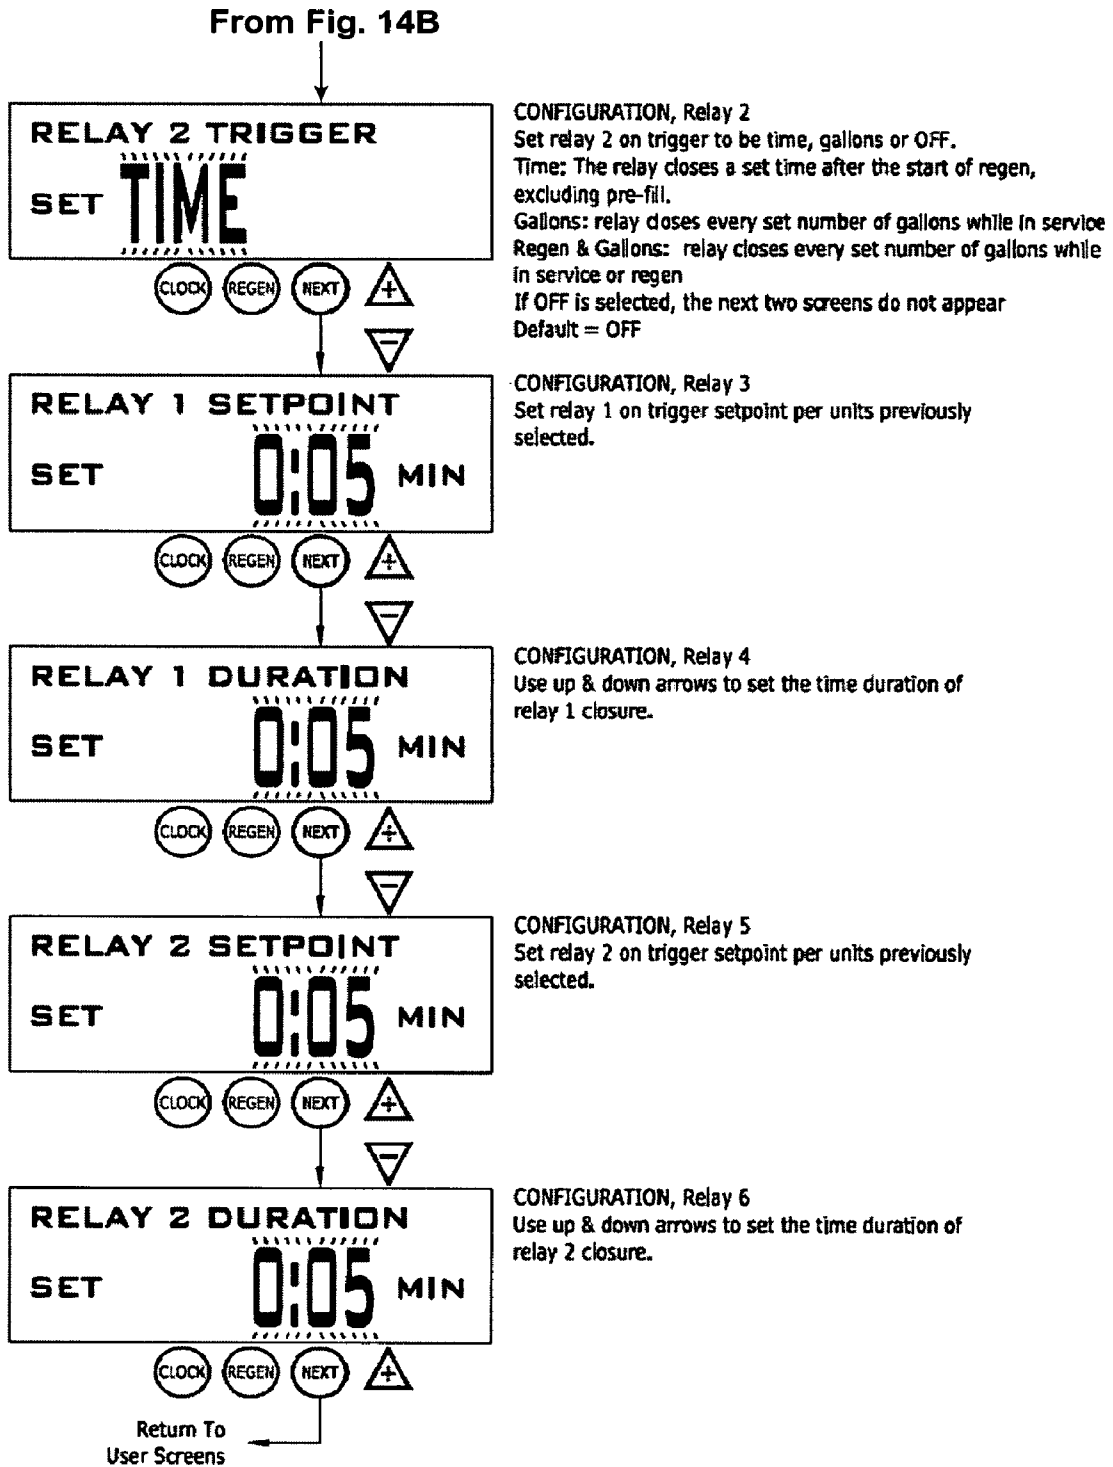 From Fig. 14B
RELAY 2 TRIGGER
SET TIME
CLOCK REGEN NEXT +
-
CONFIGURATION, Relay 2
Set relay 2 on trigger to be time, gallons or OFF.
Time: The relay closes a set time after the start of regen,
excluding pre-fill.
Gallons: relay closes every set number of gallons while in service
Regen & Gallons: relay closes every set number of gallons while
in service or regen
If OFF is selected, the next two screens do not appear
Default = OFF
RELAY 1 SETPOINT
SET 0:05 MIN
CLOCK REGEN NEXT +
-
CONFIGURATION, Relay 3
Set relay 1 on trigger setpoint per units previously
selected.
RELAY 1 DURATION
SET 0:05 MIN
CLOCK REGEN NEXT +
-
CONFIGURATION, Relay 4
Use up & down arrows to set the time duration of
relay 1 closure.
RELAY 2 SETPOINT
SET 0:05 MIN
CLOCK REGEN NEXT +
-
CONFIGURATION, Relay 5
Set relay 2 on trigger setpoint per units previously
selected.
RELAY 2 DURATION
SET 0:05 MIN
CLOCK REGEN NEXT +
CONFIGURATION, Relay 6
Use up & down arrows to set the time duration of
relay 2 closure.
Return To
User Screens